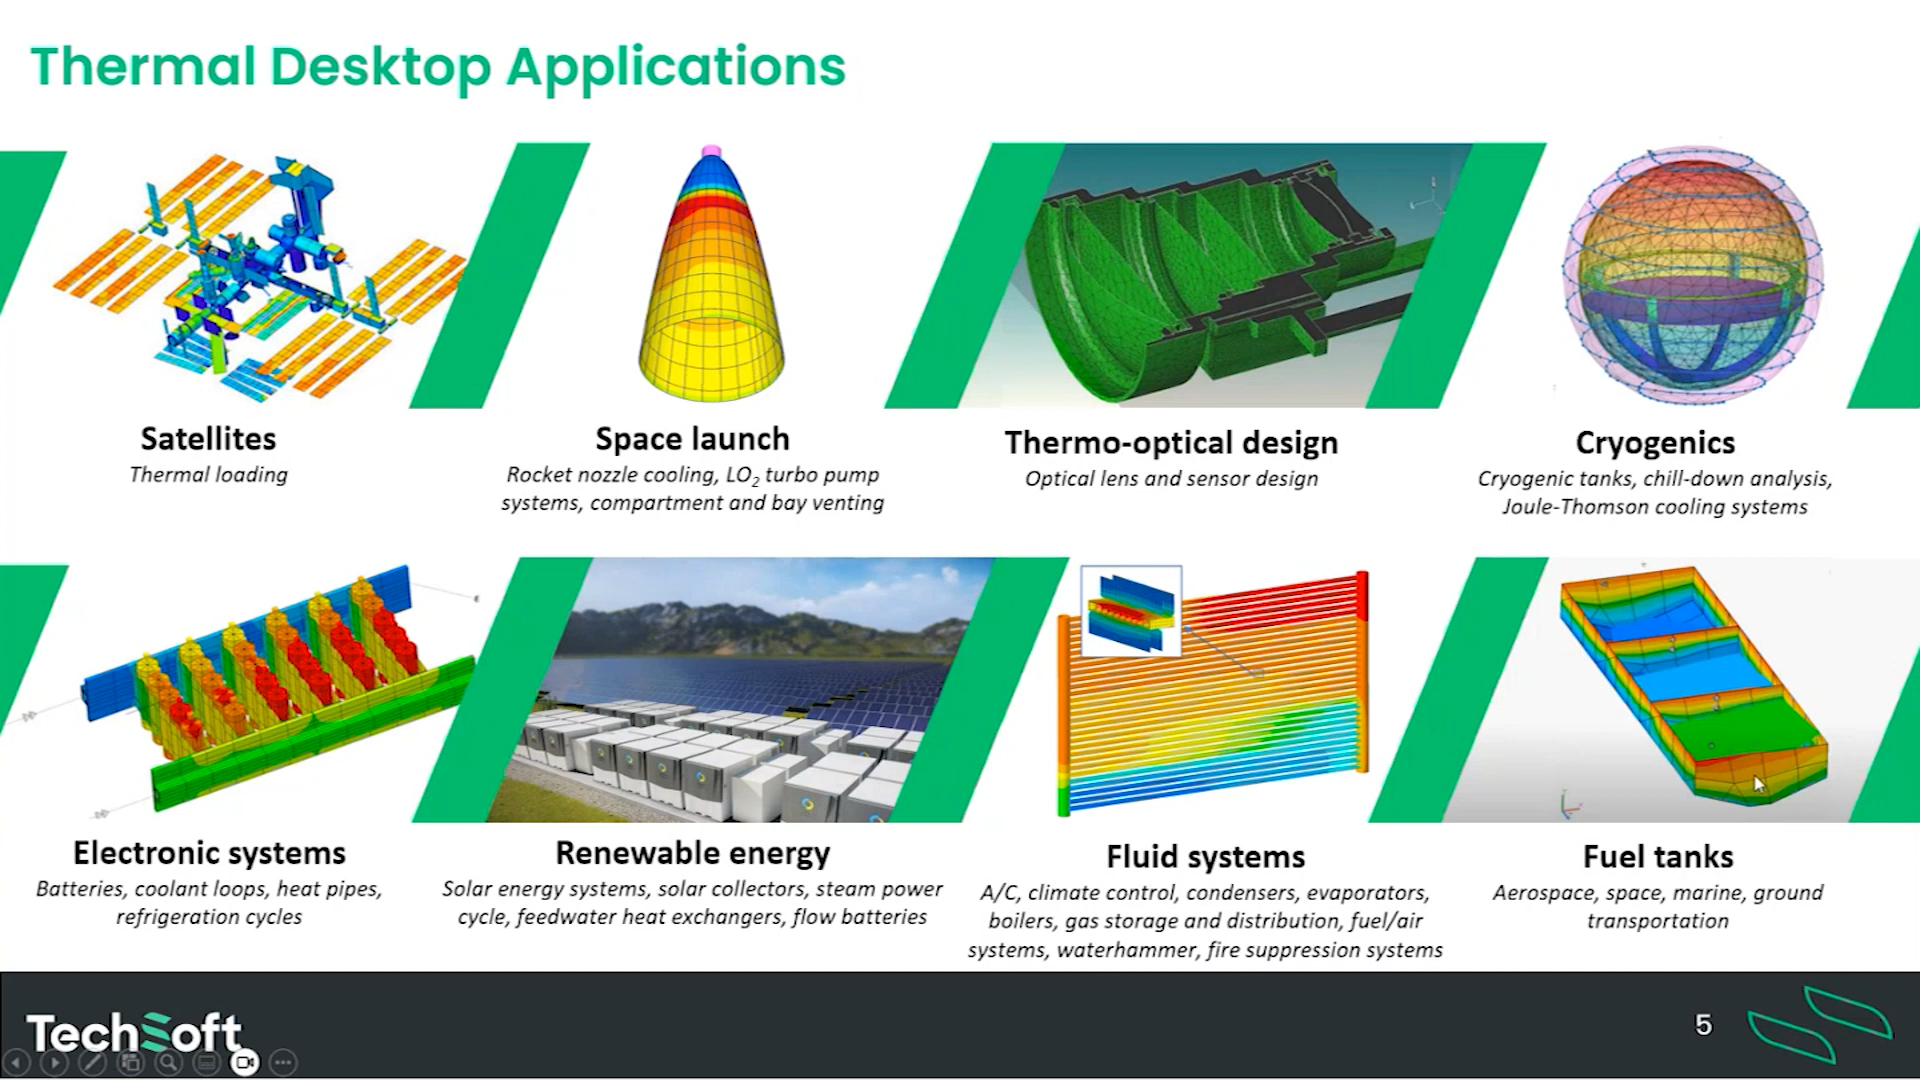 Thermal Desktop Applications
Satellites
Thermal loading
Space launch
Rocket nozzle cooling, LO₂ turbo pump
systems, compartment and bay venting
Thermo-optical design
Optical lens and sensor design
Cryogenics
Cryogenic tanks, chill-down analysis,
Joule-Thomson cooling systems
Electronic systems
Batteries, coolant loops, heat pipes,
refrigeration cycles
Renewable energy
Solar energy systems, solar collectors, steam power
cycle, feedwater heat exchangers, flow batteries
Fluid systems
A/C, climate control, condensers, evaporators,
boilers, gas storage and distribution, fuel/air
systems, waterhammer, fire suppression systems
Fuel tanks
Aerospace, space, marine, ground
transportation
TechSoft
5